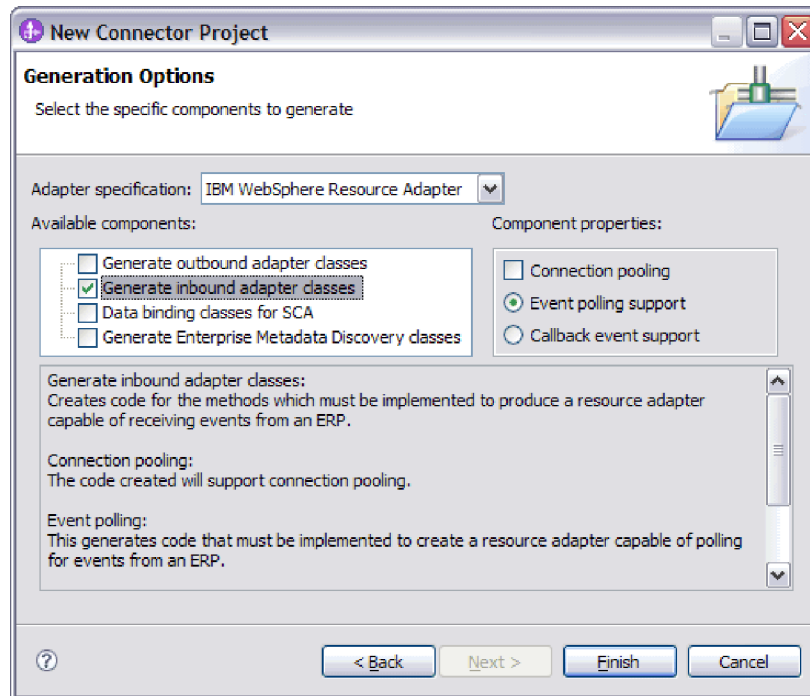 New Connector Project
Generation Options
Select the specific components to generate
Adapter specification: IBM WebSphere Resource Adapter
Available components:
Generate outbound adapter classes
Generate inbound adapter classes
Data binding classes for SCA
Generate Enterprise Metadata Discovery classes
Component properties:
Connection pooling
Event polling support
Callback event support
Generate inbound adapter classes:
Creates code for the methods which must be implemented to produce a resource adapter
capable of receiving events from an ERP.
Connection pooling:
The code created will support connection pooling.
Event polling:
This generates code that must be implemented to create a resource adapter capable of polling
for events from an ERP.
? < Back Next > Finish Cancel